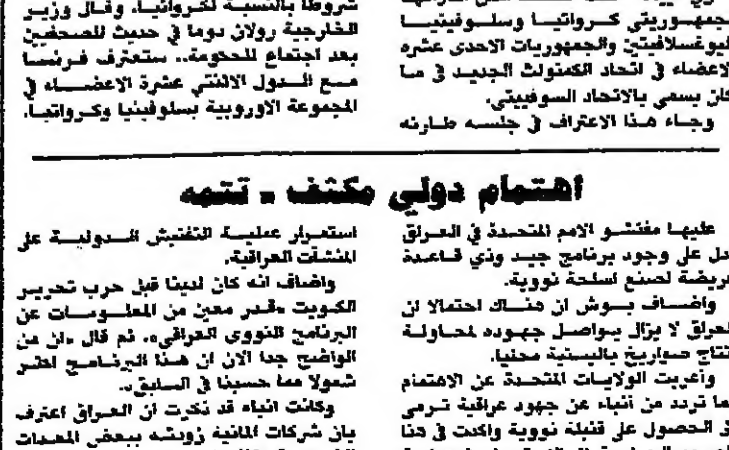 لجمهوريتي كرواتيا وسلوفينيا
اليوغسلافيتين والجمهوريات الاحدى عشره
الاعضاء في اتحاد الكمنولث الجديد في ما
كان يسمى بالاتحاد السوفييتي.
وجاء هذا الاعتراف في جلسه طارئه
شروطا بالنسبة لكرواتيا، وقال وزير
الخارجية رولان دوما في حديث للصحفيين
بعد اجتماع للحكومة.. ستعترف فرنسا
مع الدول الاثنتي عشرة الاعضاء في
المجموعة الاوروبية بسلوفينيا وكرواتيا.
اهتمام دولي مكثف - تتمه
عليها مفتشو الامم المتحدة في العراق
تدل على وجود برنامج جيد وذي قاعدة
عريضة لصنع اسلحة نووية.
واضاف بوش ان هناك احتمالا ان
العراق لا يزال يواصل جهوده لمحاولة
انتاج صواريخ باليستية محليا.
واعربت الولايات المتحدة عن الاهتمام
بما تردد من أنباء عن جهود عراقية ترمي
الى الحصول على قنبلة نووية واكدت في هذا
استمرار عملية التفتيش الدولية على
المنشآت العراقية.
واضاف انه كان لدينا قبل حرب تحرير
الكويت «قدر معين من المعلومات عن
البرنامج النووي العراقي». ثم قال «ان من
الواضح جدا الان ان هذا البرنامج اكثر
شمولا مما حسبنا في السابق».
وكانت انباء قد ذكرت ان العراق اعترف
بان شركات المانية زودته ببعض المعدات